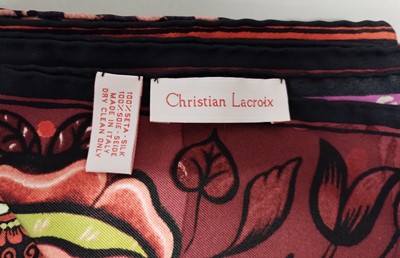 100%SETA-SILK
100%SOIE-SEIDE
MADE IN ITALY
DRY CLEAN ONLY
Christian Lacroix